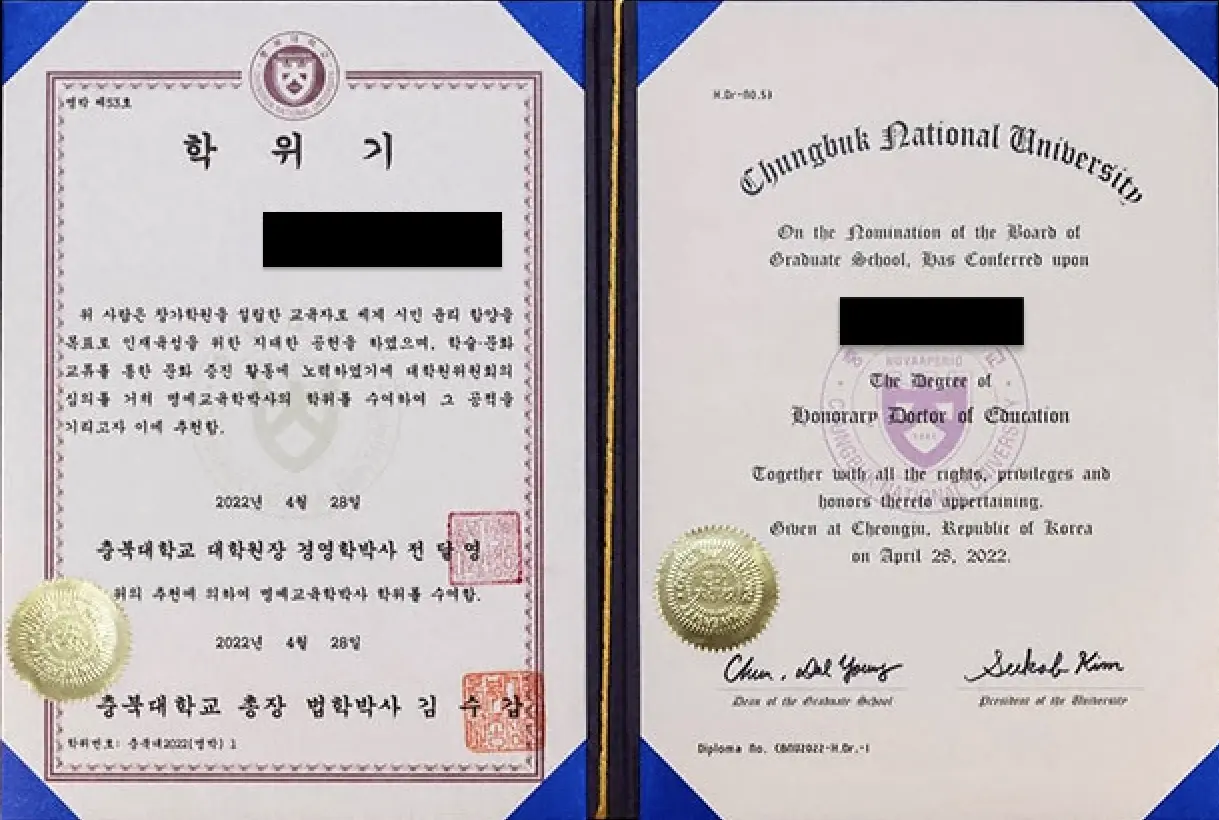 명박 제53호
학 위 기
위 사람은 창가학원을 설립한 교육자로 세계 시민 윤리 함양을
목표로 인재육성을 위한 지대한 공헌을 하였으며, 학술·문화
교류를 통한 문화 증진 활동에 노력하였기에 대학원위원회의
심의를 거쳐 명예교육학박사의 학위를 수여하여 그 공적을
기리고자 이에 추천함.
2022년 4월 28일
충북대학교 대학원장 경영학박사 전 달 영
위의 추천에 의하여 명예교육학박사 학위를 수여함.
2022년 4월 28일
충북대학교 총장 법학박사 김 수 갑
학위번호: 충북대2022(명박) 1
H.Dr-NO.53
Chungbuk National University
On the Nomination of the Board of
Graduate School, Has Conferred upon
NOVAAPERIO
The Degree of
Honorary Doctor of Education
Together with all the rights, privileges and
honors thereto appertaining.
Given at Cheongju, Republic of Korea
on April 28, 2022.
Chun, Dal Young
Sukab Kim
Dean of the Graduate School
President of the University
Diploma No. CBNU2022-H.Dr.-1